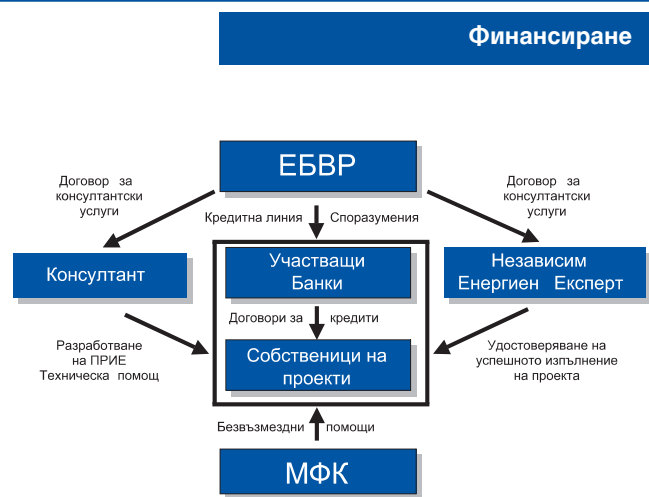 Финансиране
ЕБВР
Договор за
консултантски
услуги
Кредитна линия
Споразумения
Договор за
консултантски
услуги
Консултант
Участващи
Банки
Независим
Енергиен Експерт
Договори за
кредити
Разработване
на ПРИЕ
Техническа помощ
Собственици на
проекти
Удостоверяване на
успешното изпълнение
на проекта
Безвъзмездни
помощи
МФК